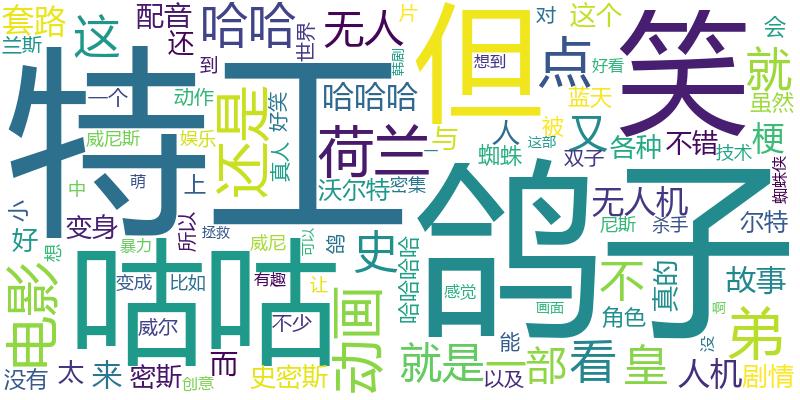 套路
兰斯
这
配音
还
哈哈
到
世界
无人
片
韩剧
但
想到
对
点
好看
这个
笑
会
就
虽然
特工
一个
动作
威尼斯
娱乐
还是
好笑
真人
哈哈哈
荷兰
一
沃尔特
密集
与
人
蜘蛛
这部
被
又
蓝天
双子
各种
不错
技术
梗
蜘蛛侠
中
萌
上
小
好
想
变身
暴力
所以
拯救
威尼
可以
鸽
史
哈哈哈哈
鸽子
无人机
尼斯
杀手
尔特
电影
咕咕
变成
比如
威尔
有趣
不少
让
动画
感觉
画面
不
角色
真的
故事
啊
没
弟
没有
太
来
密斯
创意
而
史密斯
就是
一部
能
以及
看
皇
人机
剧情